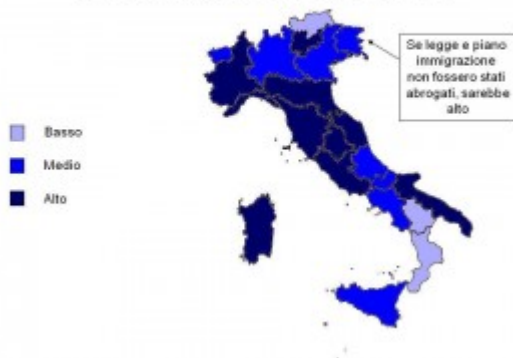 Se legge e piano
immigrazione
non fossero stati
abrogati, sarebbe
alto
Basso
Medio
Alto